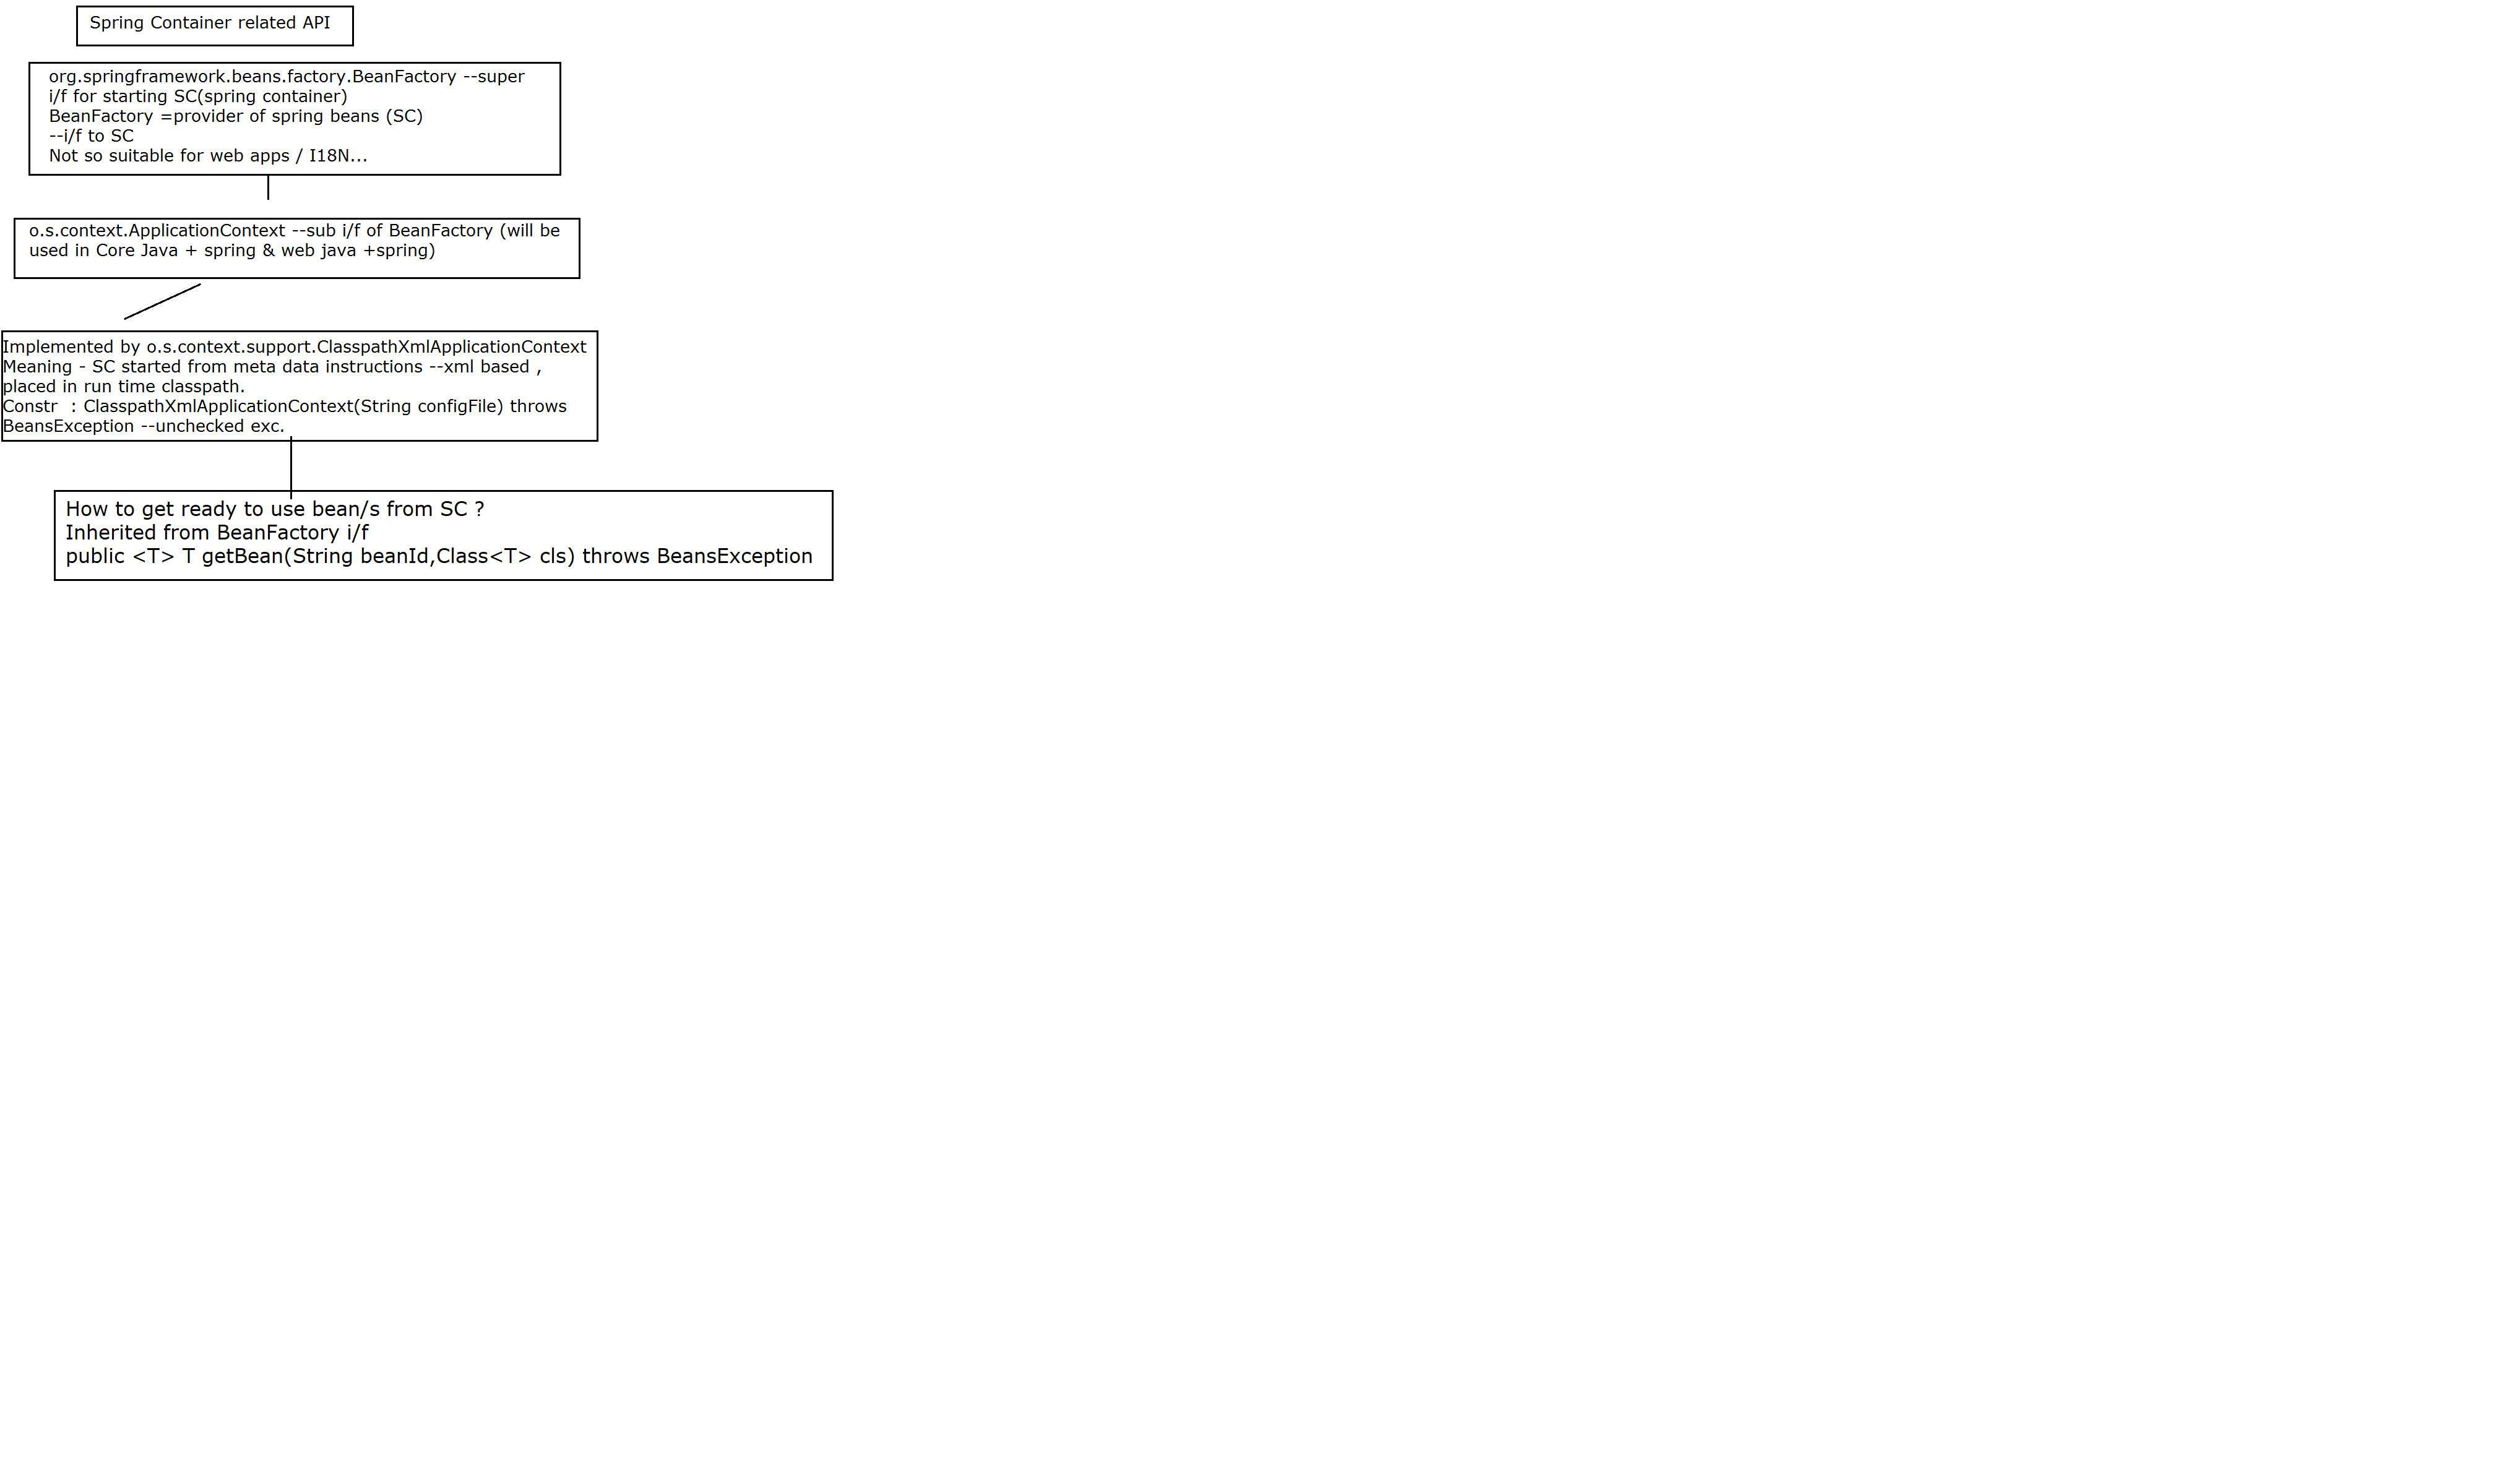 Spring Container related API
org.springframework.beans.factory.BeanFactory --super
i/f for starting SC(spring container)
BeanFactory =provider of spring beans (SC)
--i/f to SC
Not so suitable for web apps / I18N...
o.s.context.ApplicationContext --sub i/f of BeanFactory (will be
used in Core Java + spring & web java +spring)
Implemented by o.s.context.support.ClasspathXmlApplicationContext
Meaning - SC started from meta data instructions --xml based ,
placed in run time classpath.
Constr  : ClasspathXmlApplicationContext(String configFile) throws
BeansException --unchecked exc.
How to get ready to use bean/s from SC ?
Inherited from BeanFactory i/f
public <T> T getBean(String beanId,Class<T> cls) throws BeansException